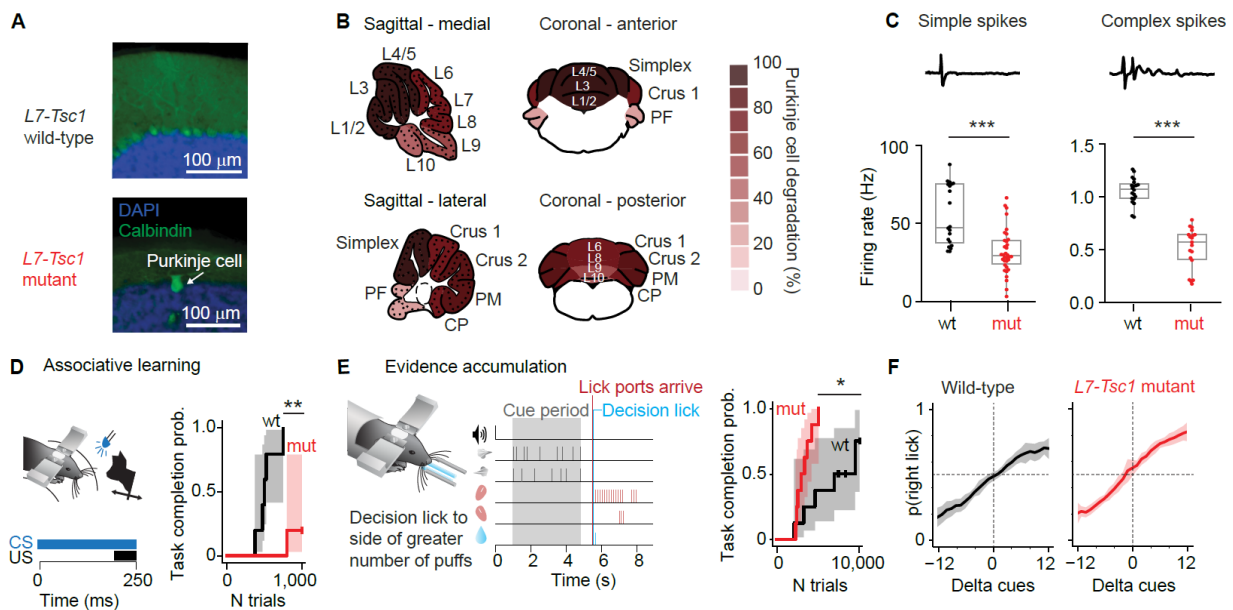 A
L7-Tsc1
wild-type
100 μm
DAPI
Calbindin
L7-Tsc1
mutant
Purkinje cell
100 μm
B
Sagittal - medial
L4/5
L3
L6
L7
L8
L1/2
L9
L10
Coronal - anterior
Simplex
L4/5
L3
Crus 1
L1/2
PF
Sagittal - lateral
Simplex
Crus 1
Crus 2
PF
PM
CP
Coronal - posterior
L6
L8
L9
L10
Crus 1
Crus 2
PM
CP
100
80
60
40
20
0
Purkinje cell degradation (%)
C
Simple spikes
Complex spikes
***
***
Firing rate (Hz)
100
50
0
wt
mut
1.5
1.0
0.5
0.0
wt
mut
D Associative learning
CS
US
0
250
Time (ms)
Task completion prob.
1.0
0.5
0
**
wt
mut
0
1,000
N trials
E Evidence accumulation
Lick ports arrive
Cue period
Decision lick
Decision lick to
side of greater
number of puffs
0 2 4 6 8
Time (s)
Task completion prob.
1.0
0.5
0
*
mut
wt
0
10,000
N trials
F
Wild-type
L7-Tsc1 mutant
p(right lick)
1
0
−12 0 12
Delta cues
−12 0 12
Delta cues